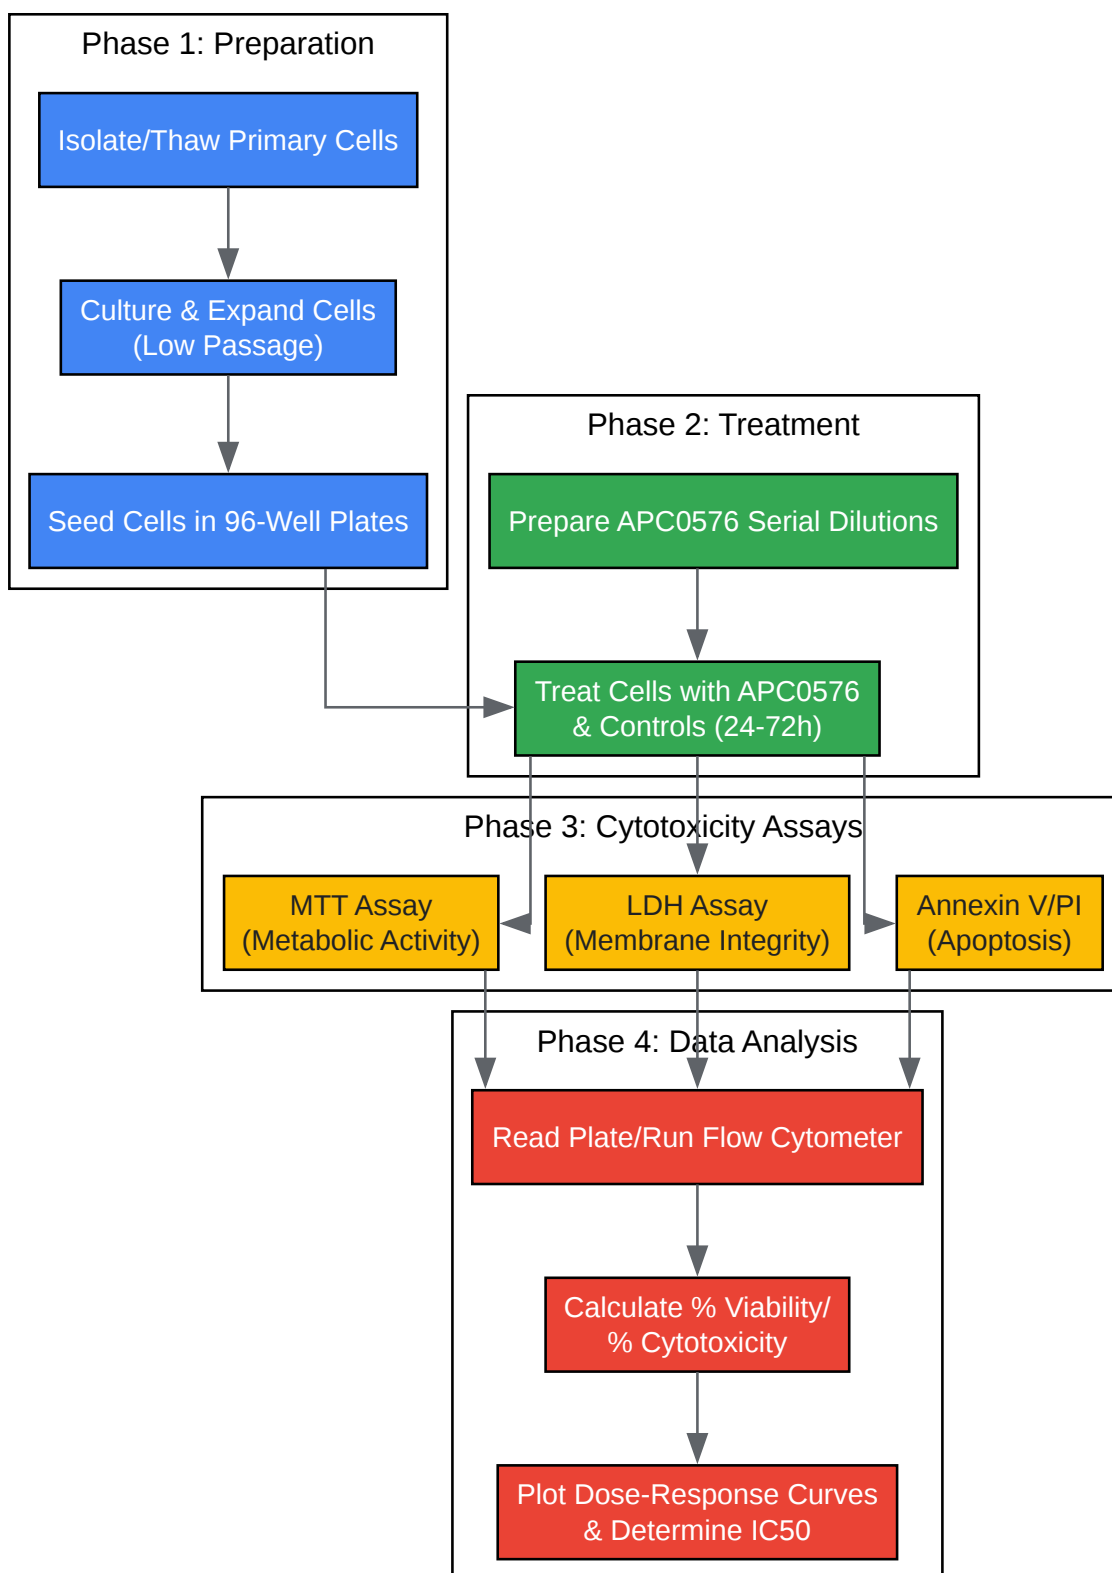 Phase 1: Preparation
Isolate/Thaw Primary Cells
Culture & Expand Cells
(Low Passage)
Seed Cells in 96-Well Plates
Phase 2: Treatment
Prepare APC0576 Serial Dilutions
Treat Cells with APC0576
& Controls (24-72h)
Phase 3: Cytotoxicity Assays
MTT Assay
(Metabolic Activity)
LDH Assay
(Membrane Integrity)
Annexin V/PI
(Apoptosis)
Phase 4: Data Analysis
Read Plate/Run Flow Cytometer
Calculate % Viability/
% Cytotoxicity
Plot Dose-Response Curves
& Determine IC50